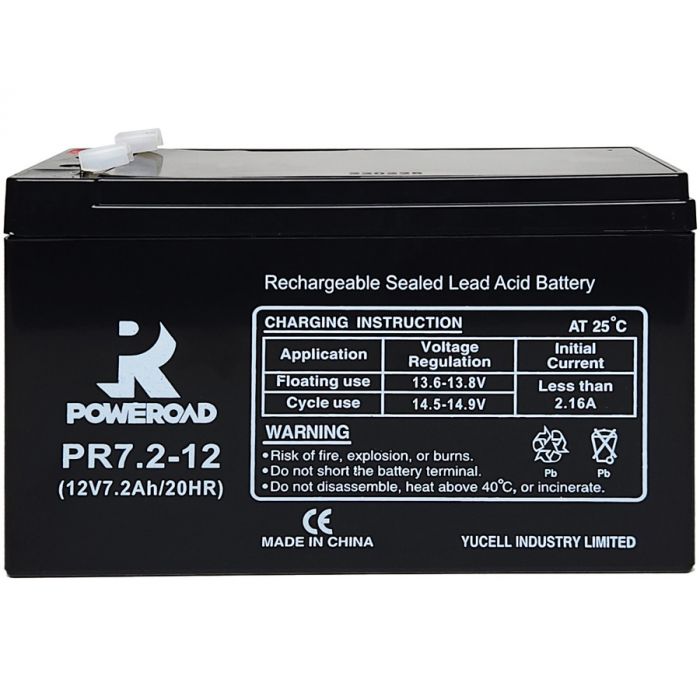 Rechargeable Sealed Lead Acid Battery
CHARGING INSTRUCTION AT 25°C
Application Voltage Regulation Initial Current
Floating use 13.6-13.8V Less than 2.16A
Cycle use 14.5-14.9V
WARNING
•Risk of fire, explosion, or burns.
•Do not short the battery terminal.
•Do not disassemble, heat above 40°C, or incinerate.
Pb Pb
R
POWEROAD
PR7.2-12
(12V7.2Ah/20HR)
CE
MADE IN CHINA
YUCELL INDUSTRY LIMITED